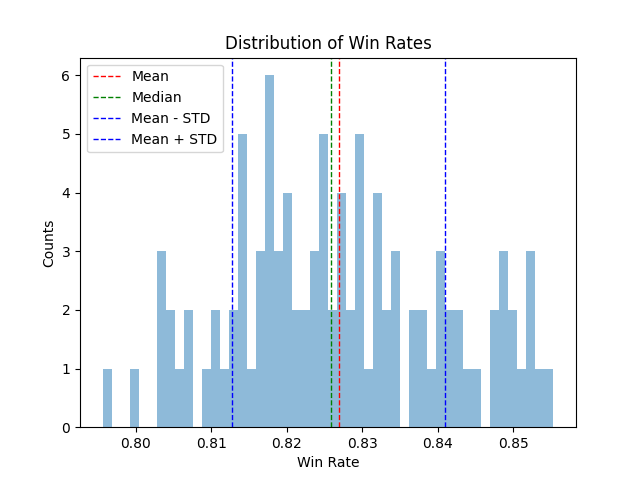 Distribution of Win Rates
Mean
Median
Mean - STD
Mean + STD
6
5
4
3
2
1
0
Counts
0.80 0.81 0.82 0.83 0.84 0.85
Win Rate